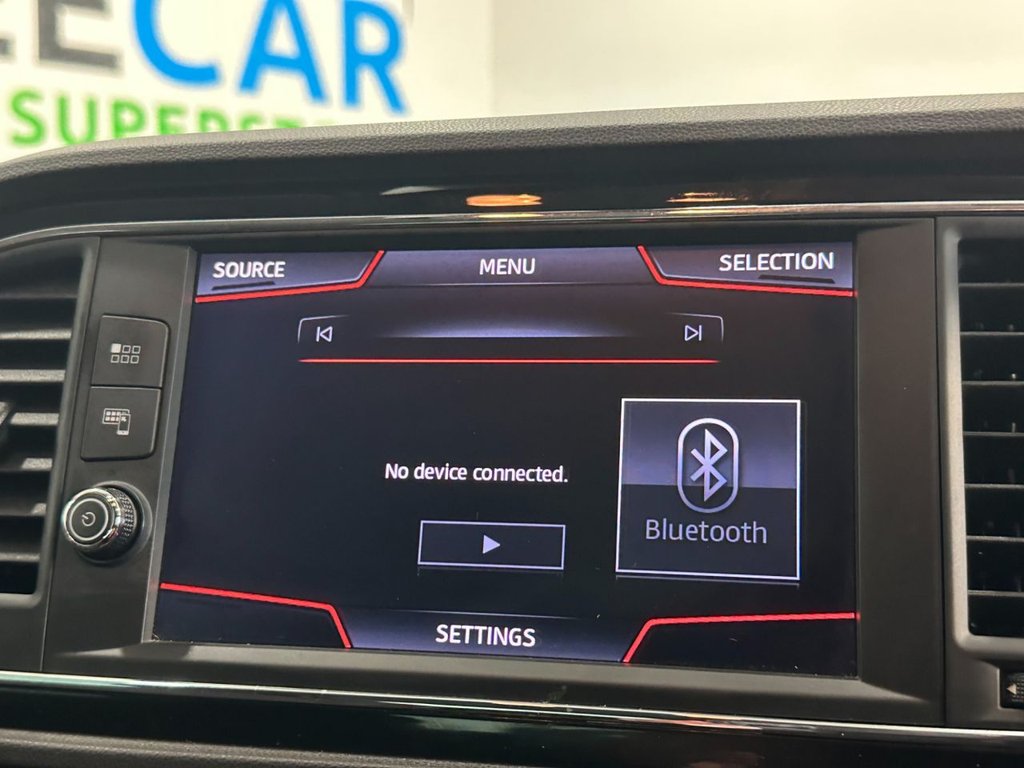 CAR
SOURCE MENU SELECTION
No device connected.
Bluetooth
SETTINGS